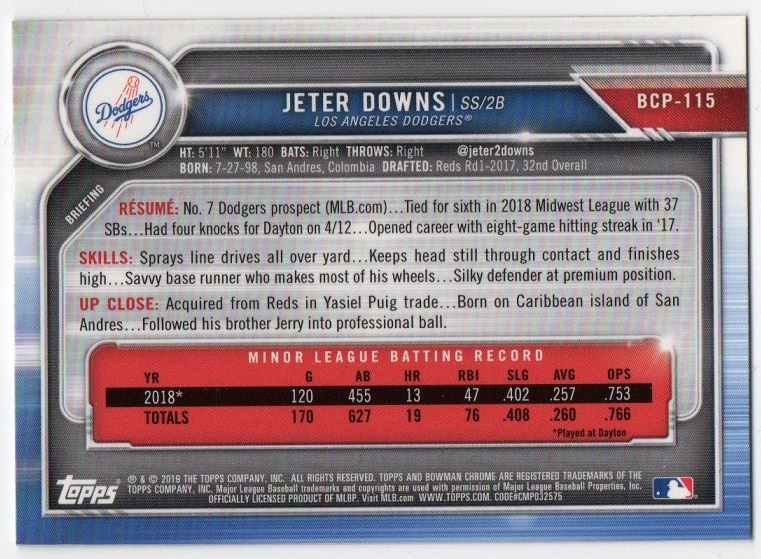 Dodgers
TM
JETER DOWNS | SS/2B
LOS ANGELES DODGERS®
BCP-115
HT: 5'11" WT: 180 BATS: Right THROWS: Right @jeter2downs
BORN: 7-27-98, San Andres, Colombia DRAFTED: Reds Rd1-2017, 32nd Overall
BRIEFING
RÉSUMÉ: No. 7 Dodgers prospect (MLB.com)...Tied for sixth in 2018 Midwest League with 37
SBs...Had four knocks for Dayton on 4/12...Opened career with eight-game hitting streak in '17.
SKILLS: Sprays line drives all over yard...Keeps head still through contact and finishes
high...Savvy base runner who makes most of his wheels...Silky defender at premium position.
UP CLOSE: Acquired from Reds in Yasiel Puig trade...Born on Caribbean island of San
Andres...Followed his brother Jerry into professional ball.
MINOR LEAGUE BATTING RECORD
YR G AB HR RBI SLG AVG OPS
2018* 120 455 13 47 .402 .257 .753
TOTALS 170 627 19 76 .408 .260 .766
*Played at Dayton
topps
® & © 2019 THE TOPPS COMPANY, INC. ALL RIGHTS RESERVED. TOPPS AND BOWMAN CHROME ARE REGISTERED TRADEMARKS OF THE
TOPPS COMPANY, INC. Major League Baseball trademarks and copyrights are used with permission of Major League Baseball Properties, Inc.
OFFICIALLY LICENSED PRODUCT OF MLBP. Visit MLB.com WWW.TOPPS.COM. CODE#CMP032575